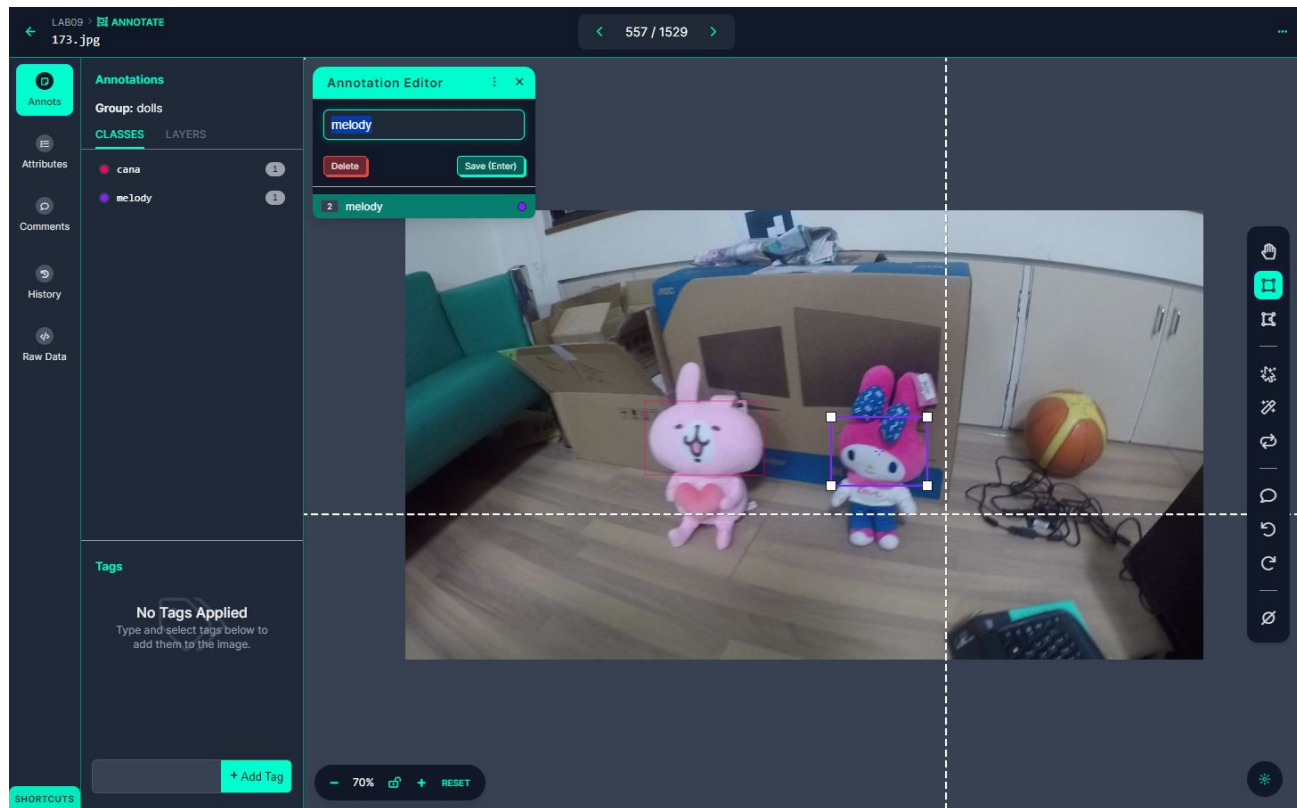 LAB09 > ANNOTATE
173.jpg
557 / 1529
Annots
Attributes
Comments
History
Raw Data
SHORTCUTS
Annotations
Group: dolls
CLASSES LAYERS
cana 1
melody 1
Tags
No Tags Applied
Type and select tags below to
add them to the image.
+ Add Tag
Annotation Editor
melody
Delete Save (Enter)
2 melody
AOC
70% RESET